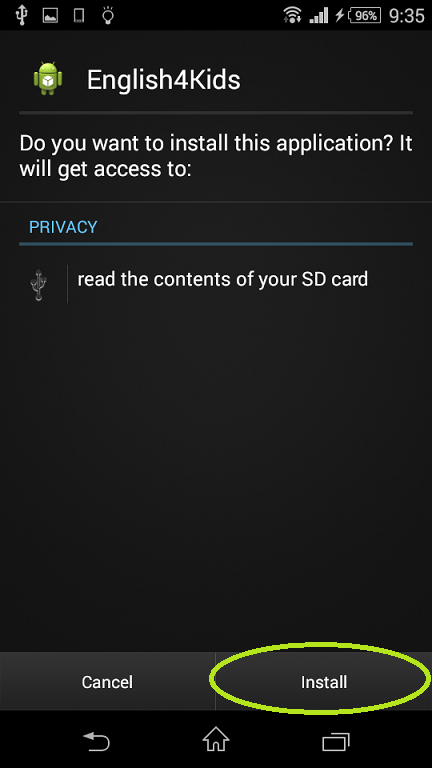 96% 9:35
English4Kids
Do you want to install this application? It
will get access to:
PRIVACY
read the contents of your SD card
Cancel Install